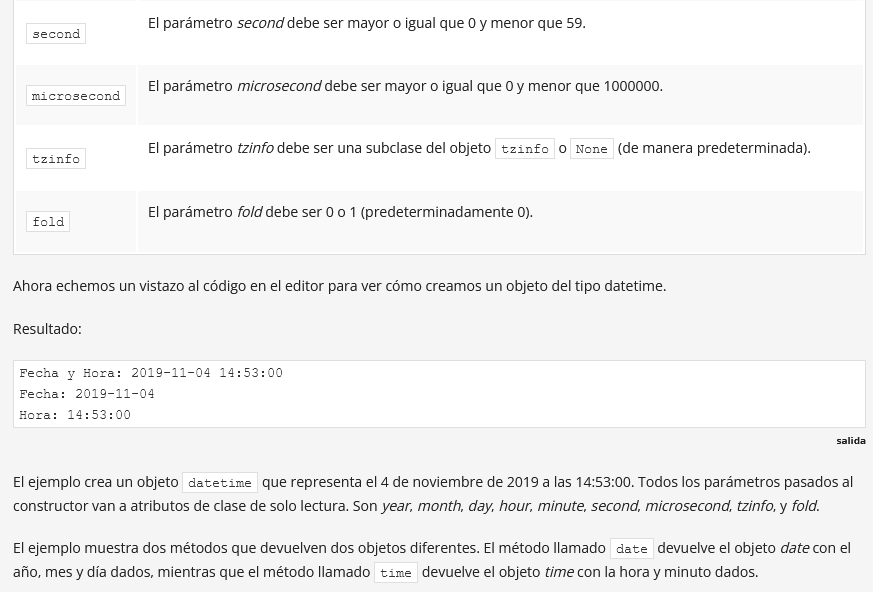 second El parámetro second debe ser mayor o igual que 0 y menor que 59.
microsecond El parámetro microsecond debe ser mayor o igual que 0 y menor que 1000000.
tzinfo El parámetro tzinfo debe ser una subclase del objeto tzinfo o None (de manera predeterminada).
fold El parámetro fold debe ser 0 o 1 (predeterminadamente 0).
Ahora echemos un vistazo al código en el editor para ver cómo creamos un objeto del tipo datetime.
Resultado:
Fecha y Hora: 2019-11-04 14:53:00
Fecha: 2019-11-04
Hora: 14:53:00
salida
El ejemplo crea un objeto datetime que representa el 4 de noviembre de 2019 a las 14:53:00. Todos los parámetros pasados al
constructor van a atributos de clase de solo lectura. Son year, month, day, hour, minute, second, microsecond, tzinfo, y fold.
El ejemplo muestra dos métodos que devuelven dos objetos diferentes. El método llamado date devuelve el objeto date con el
año, mes y día dados, mientras que el método llamado time devuelve el objeto time con la hora y minuto dados.